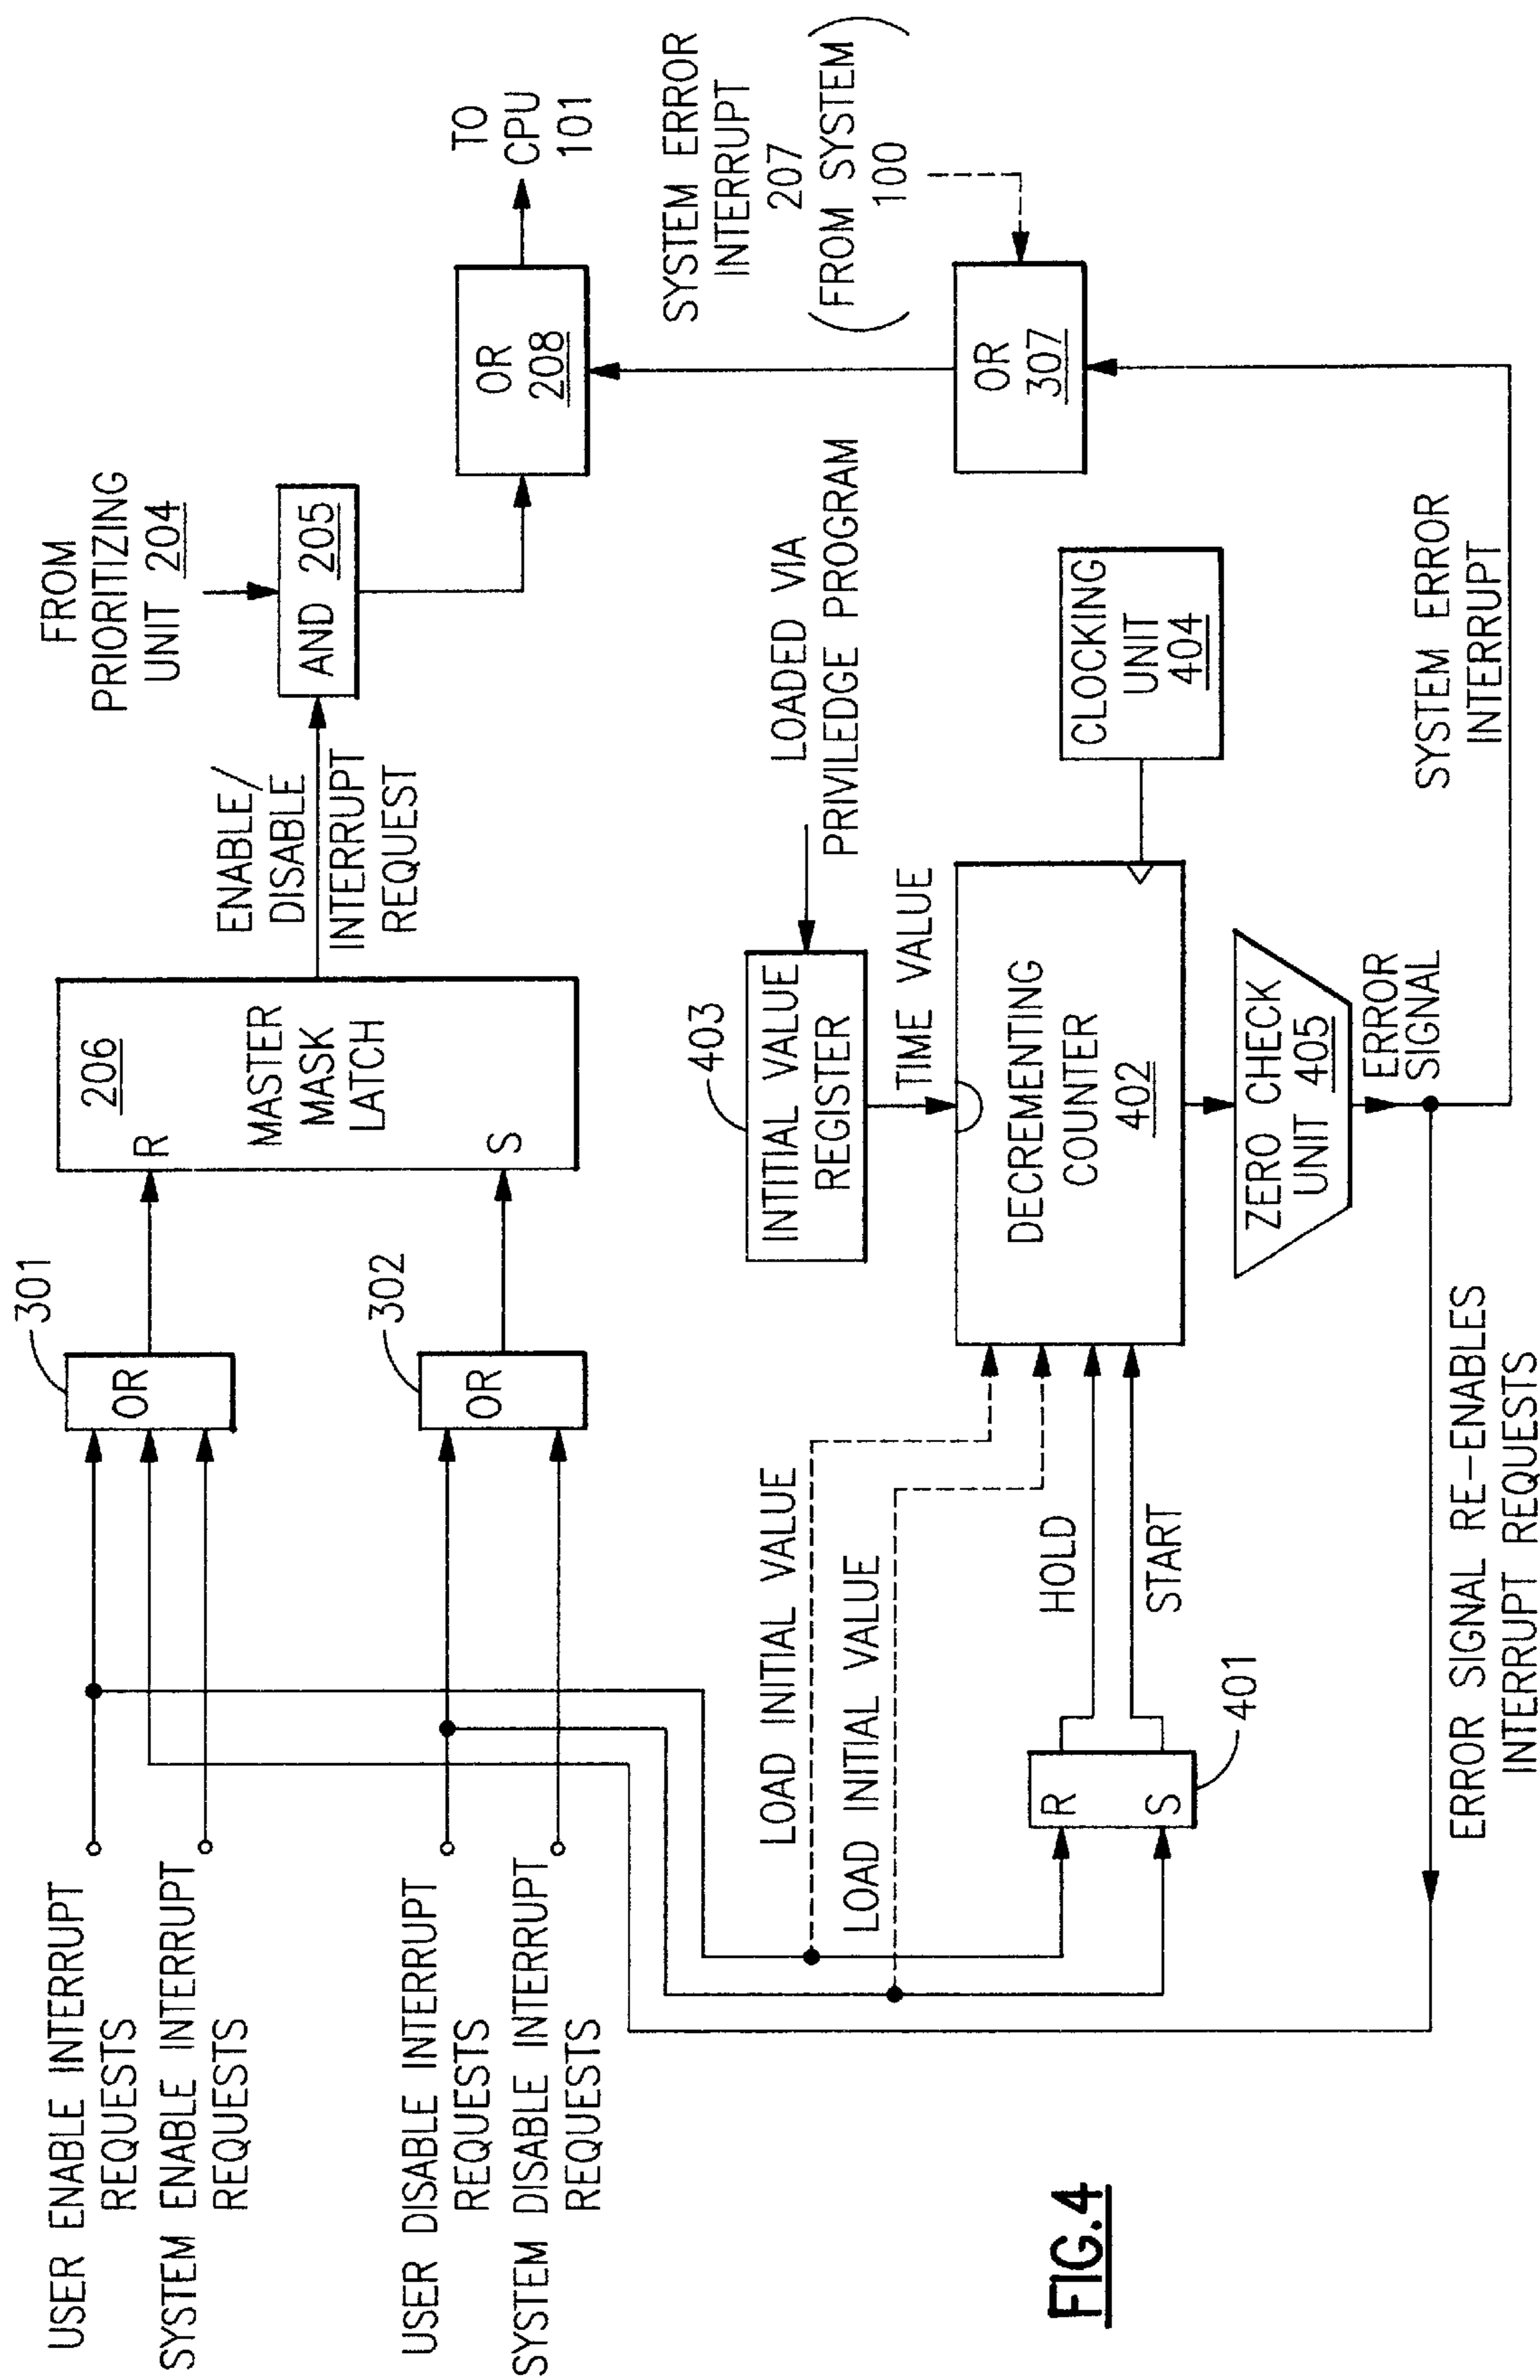 USER ENABLE INTERRUPT
REQUESTS
SYSTEM ENABLE INTERRUPT
REQUESTS
USER DISABLE INTERRUPT
REQUESTS
SYSTEM DISABLE INTERRUPT
REQUESTS
301
OR
302
OR
206
R
MASTER
MASK
LATCH
S
ENABLE/
DISABLE
INTERRUPT
REQUEST
FROM
PRIORITIZING
UNIT 204
AND 205
OR
208
TO
CPU
101
SYSTEM ERROR
INTERRUPT
207
(FROM SYSTEM)
100
OR
307
LOADED VIA
PRIVILEDGE PROGRAM
403
INTITIAL VALUE
REGISTER
TIME VALUE
LOAD INITIAL VALUE
LOAD INITIAL VALUE
HOLD
START
R
S
401
DECREMENTING
COUNTER
402
CLOCKING
UNIT
404
ZERO CHECK
UNIT 405
ERROR
SIGNAL
SYSTEM ERROR
INTERRUPT
ERROR SIGNAL RE-ENABLES
INTERRUPT REQUESTS
FIG.4